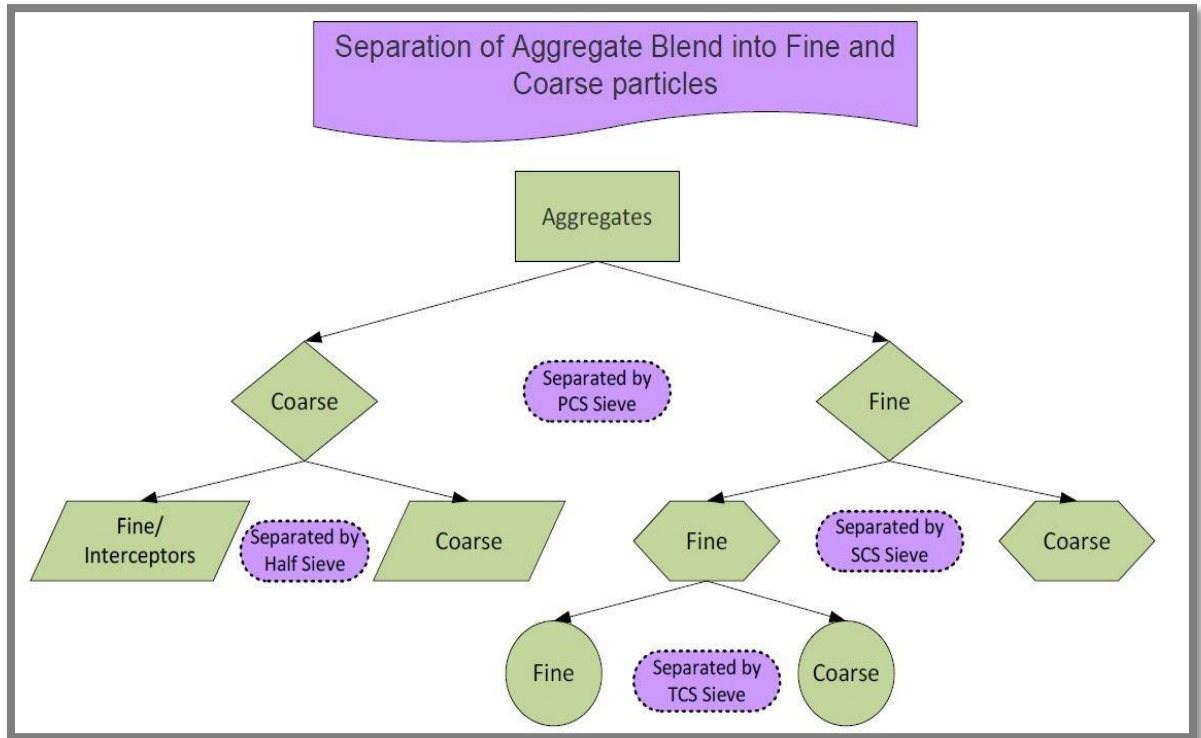 Separation of Aggregate Blend into Fine and
Coarse particles
Aggregates
Coarse
Separated by
PCS Sieve
Fine
Fine/
Interceptors
Separated by
Half Sieve
Coarse
Fine
Separated by
SCS Sieve
Coarse
Fine
Separated by
TCS Sieve
Coarse